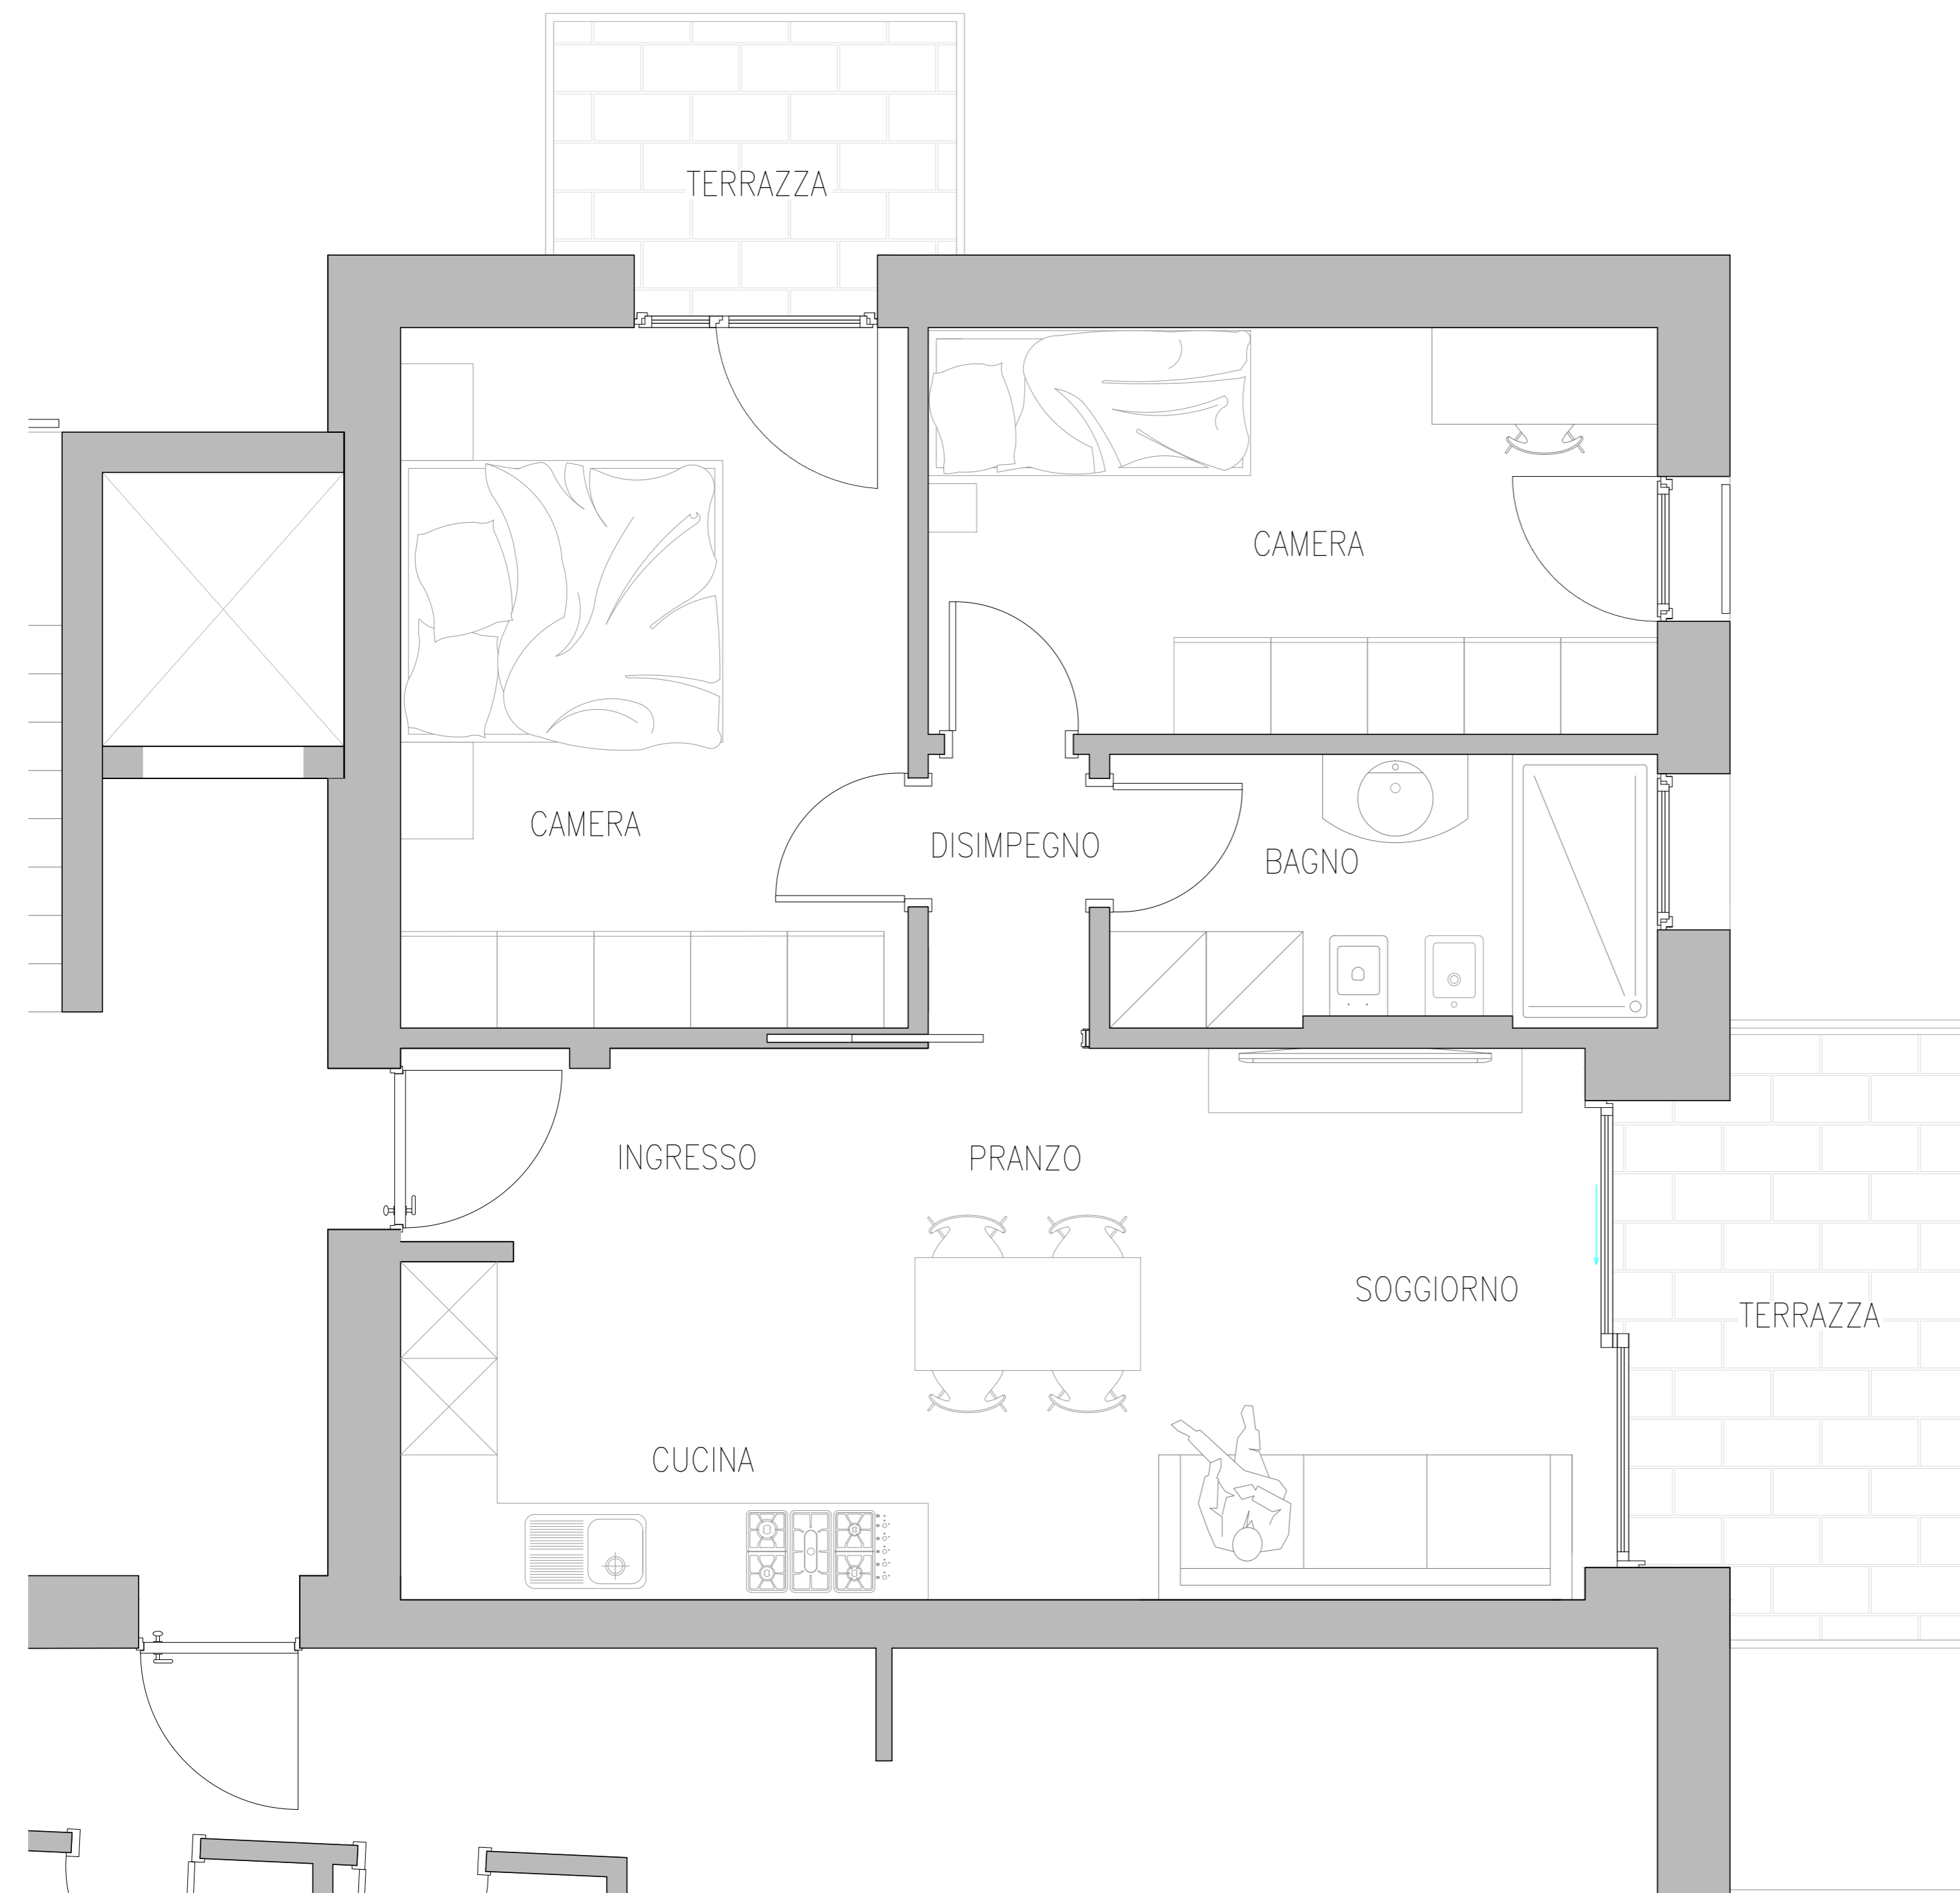 TERRAZZA
CAMERA
CAMERA
DISIMPEGNO
BAGNO
INGRESSO
PRANZO
SOGGIORNO
TERRAZZA
CUCINA